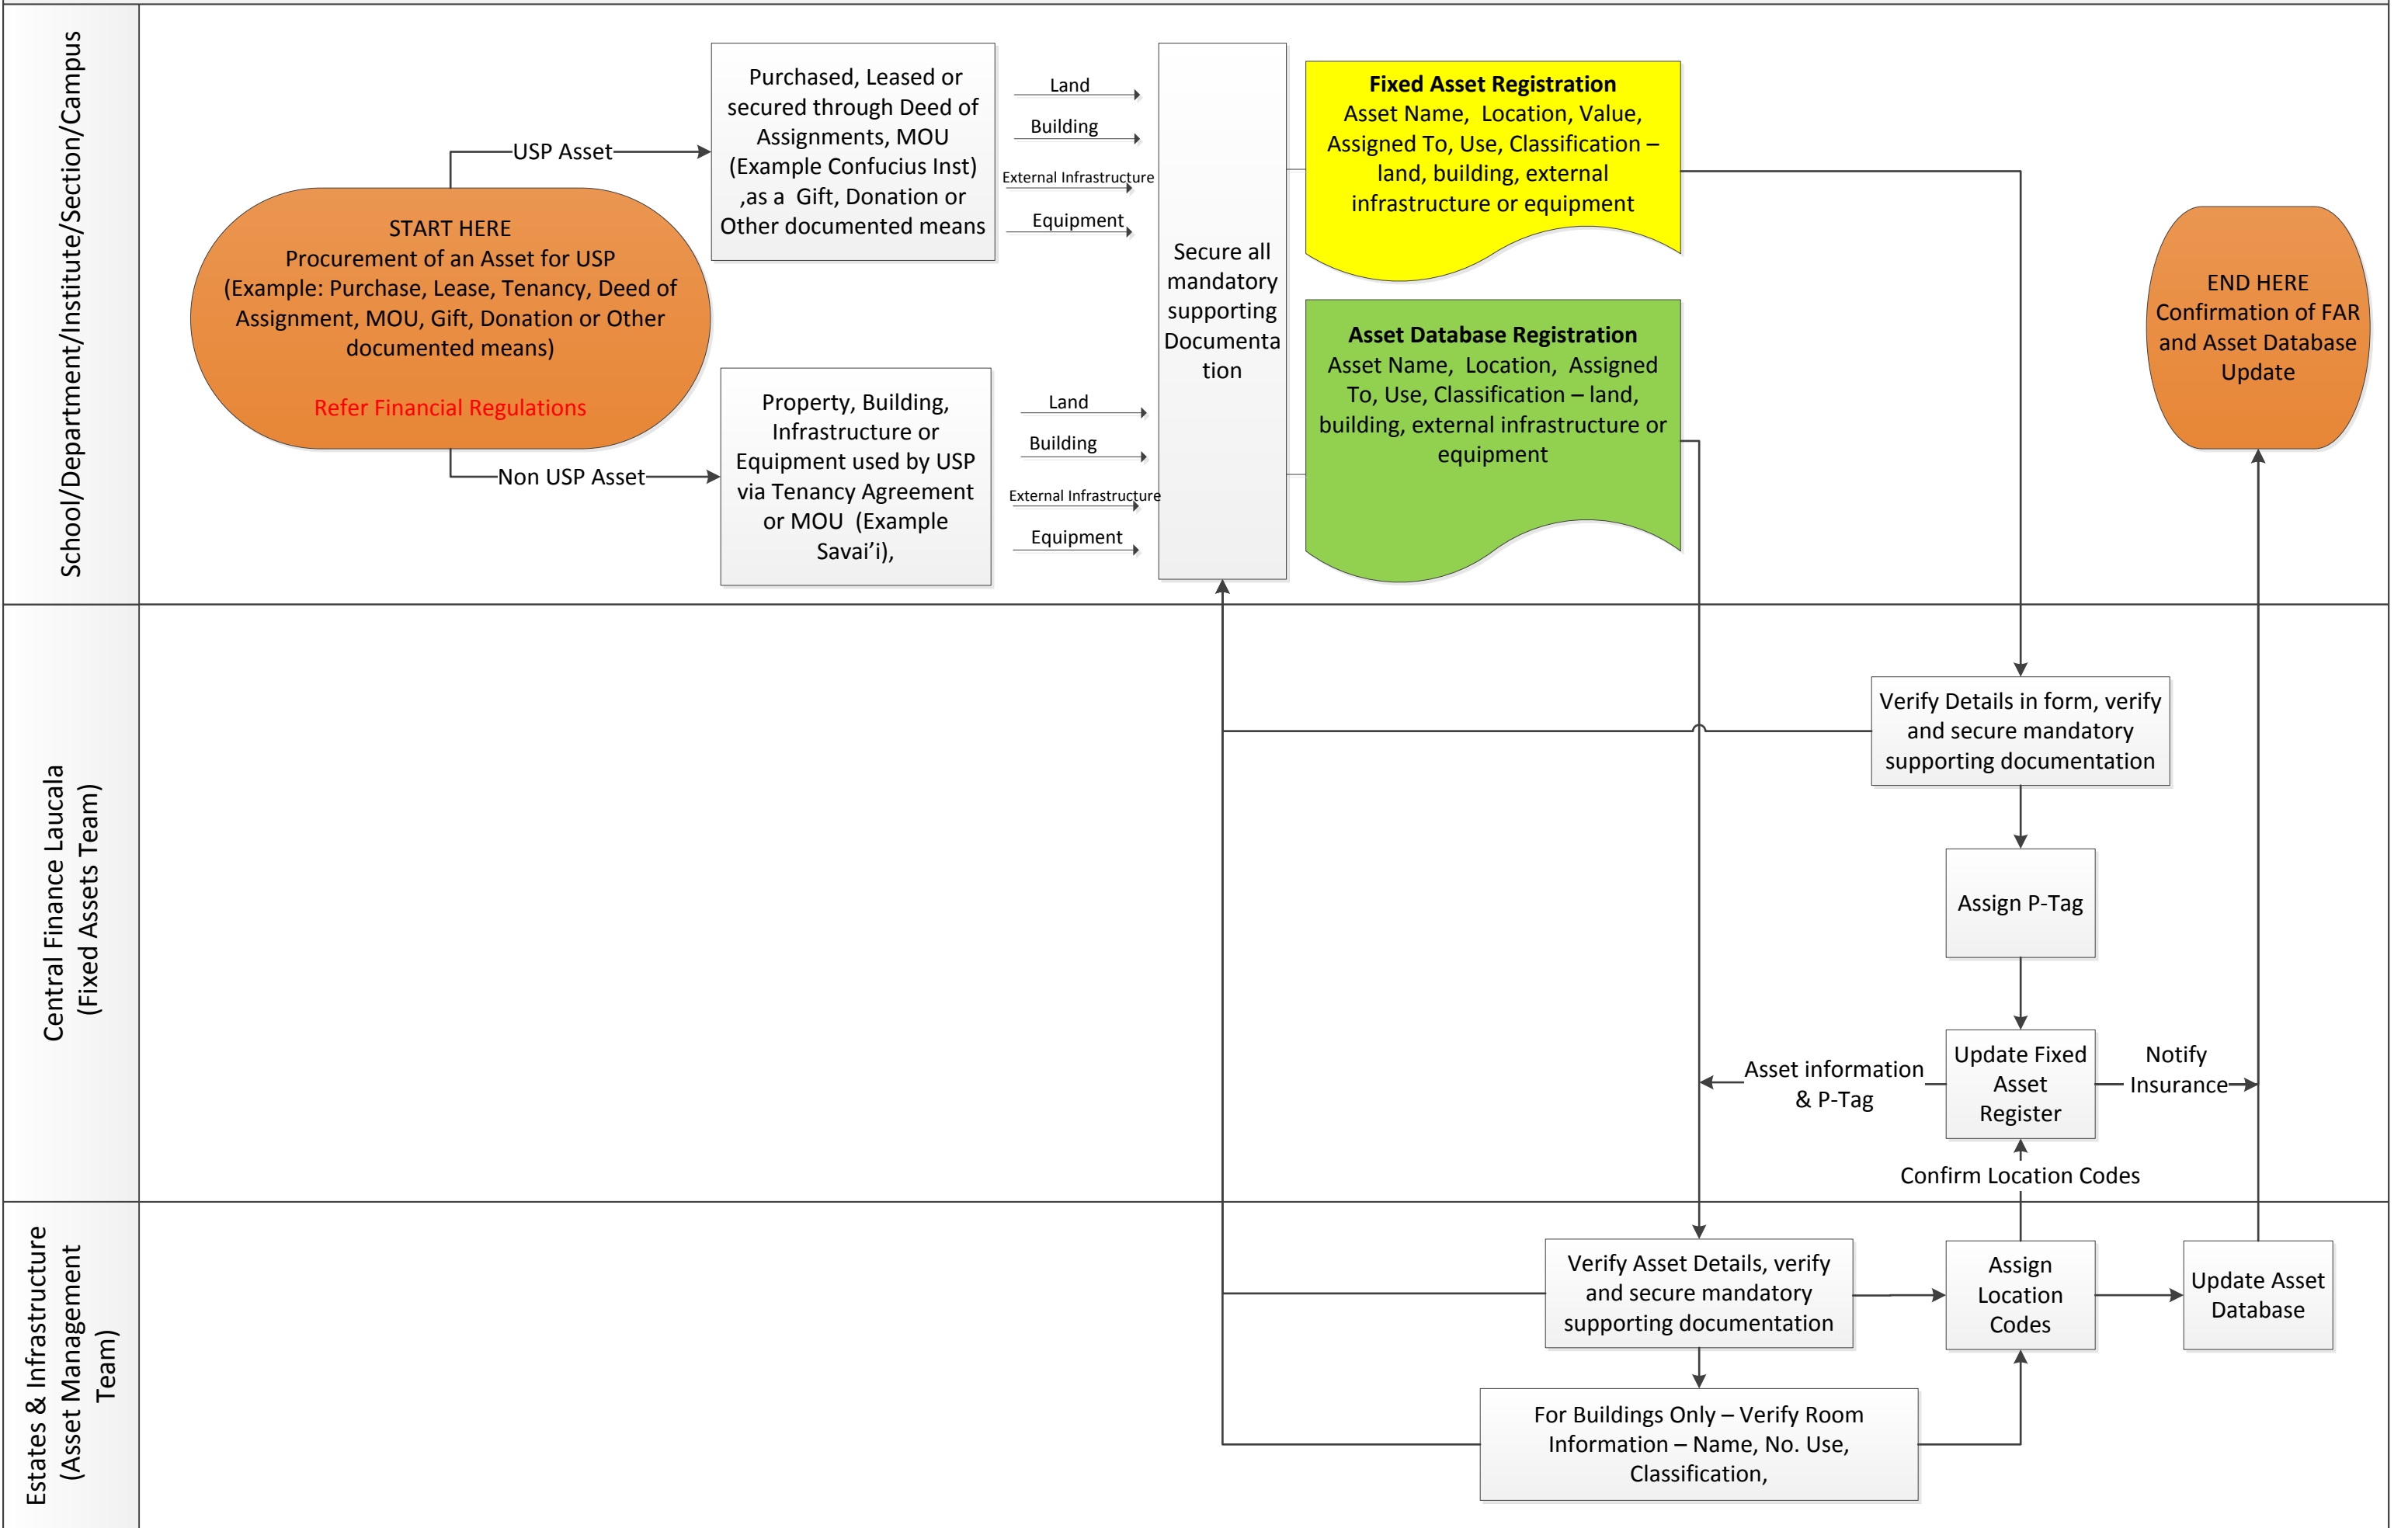 School/Department/Institute/Section/Campus
START HERE
Procurement of an Asset for USP
(Example: Purchase, Lease, Tenancy, Deed of
Assignment, MOU, Gift, Donation or Other
documented means)
Refer Financial Regulations
USP Asset
Non USP Asset
Purchased, Leased or
secured through Deed of
Assignments, MOU
(Example Confucius Inst)
,as a Gift, Donation or
Other documented means
Land
Building
External Infrastructure
Equipment
Property, Building,
Infrastructure or
Equipment used by USP
via Tenancy Agreement
or MOU (Example
Savai’i),
Land
Building
External Infrastructure
Equipment
Secure all
mandatory
supporting
Documenta
tion
Fixed Asset Registration
Asset Name, Location, Value,
Assigned To, Use, Classification –
land, building, external
infrastructure or equipment
Asset Database Registration
Asset Name, Location, Assigned
To, Use, Classification – land,
building, external infrastructure or
equipment
END HERE
Confirmation of FAR
and Asset Database
Update
Central Finance Laucala
(Fixed Assets Team)
Verify Details in form, verify
and secure mandatory
supporting documentation
Assign P-Tag
Update Fixed
Asset
Register
Asset information
& P-Tag
Notify
Insurance
Confirm Location Codes
Estates & Infrastructure
(Asset Management
Team)
Verify Asset Details, verify
and secure mandatory
supporting documentation
Assign
Location
Codes
Update Asset
Database
For Buildings Only – Verify Room
Information – Name, No. Use,
Classification,